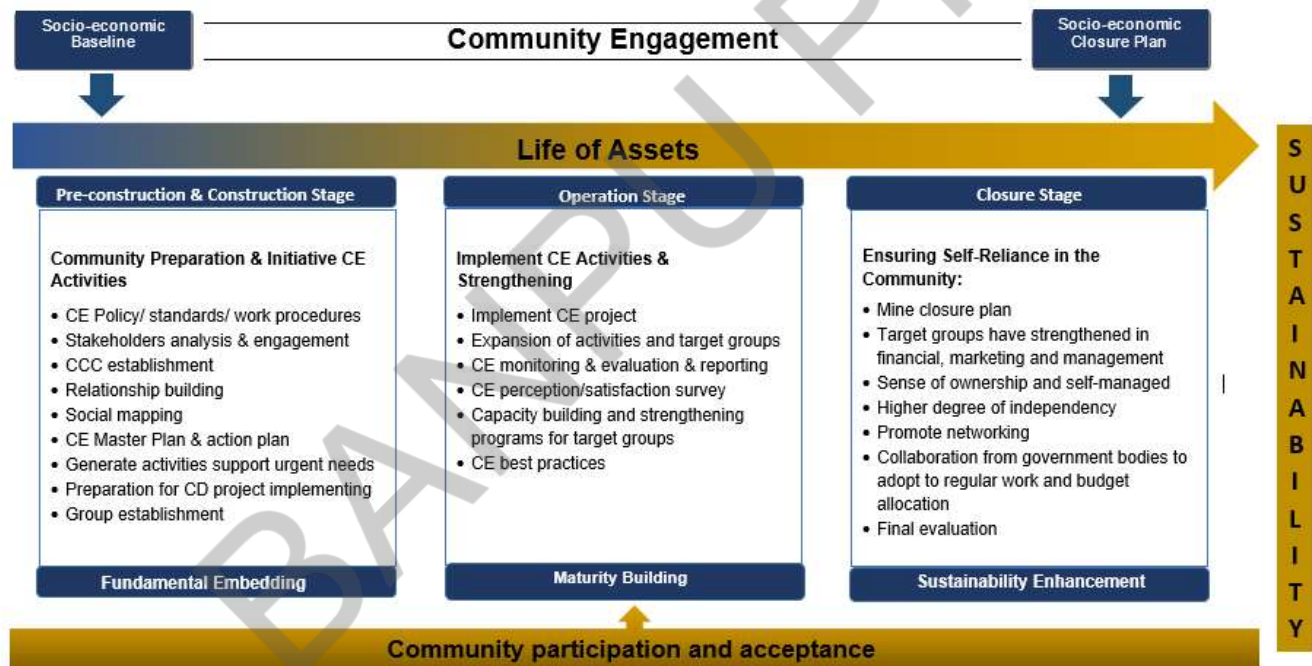 Socio-economic
Baseline
Community Engagement
Socio-economic
Closure Plan
Life of Assets
Pre-construction & Construction Stage
Community Preparation & Initiative CE
Activities
• CE Policy/ standards/ work procedures
• Stakeholders analysis & engagement
• CCC establishment
• Relationship building
• Social mapping
• CE Master Plan & action plan
• Generate activities support urgent needs
• Preparation for CD project implementing
• Group establishment
Fundamental Embedding
Operation Stage
Implement CE Activities &
Strengthening
• Implement CE project
• Expansion of activities and target groups
• CE monitoring & evaluation & reporting
• CE perception/satisfaction survey
• Capacity building and strengthening
programs for target groups
• CE best practices
Maturity Building
Closure Stage
Ensuring Self-Reliance in the
Community:
• Mine closure plan
• Target groups have strengthened in
financial, marketing and management
• Sense of ownership and self-managed
• Higher degree of independency
• Promote networking
• Collaboration from government bodies to
adopt to regular work and budget
allocation
• Final evaluation
Sustainability Enhancement
Community participation and acceptance
SUSTAINABILITY
BANPU P